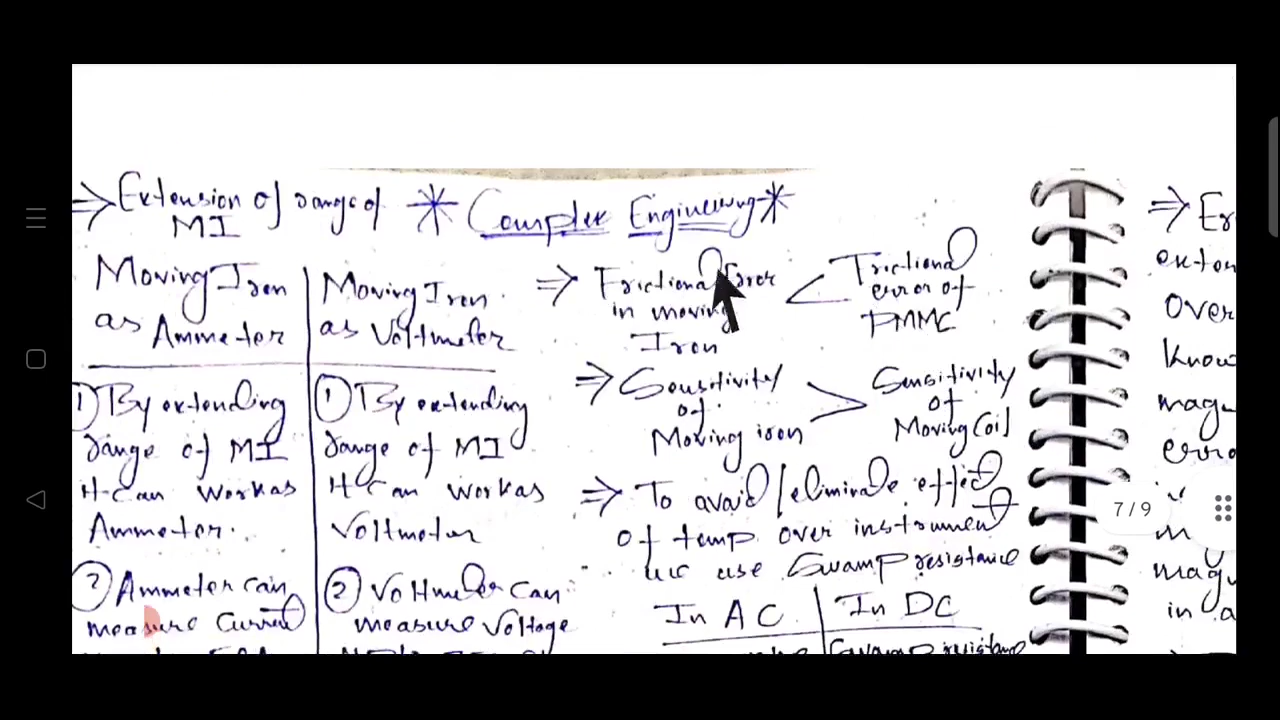 ⇒ Extension of range of * Complex Engineering *
MI
Moving Iron
as Ammeter
① By extending
range of MI
It can work as
Ammeter.
② Ammeter can
measure Current
Moving Iron
as Voltmeter
① By extending
range of MI
It can work as
Voltmeter
② Voltmeter can
measure Voltage
⇒ Frictional Error < Frictional
in moving error of
Iron PMMC
⇒ Sensitivity > Sensitivity
of of
Moving iron Moving Coil
⇒ To avoid / eliminate effect
of temp over instrument
we use Swamp resistance
In AC | In DC
Swamp resistance
⇒ Er
exten
over
know
magn
erro
in
m
mag
in a
⇒
7/9